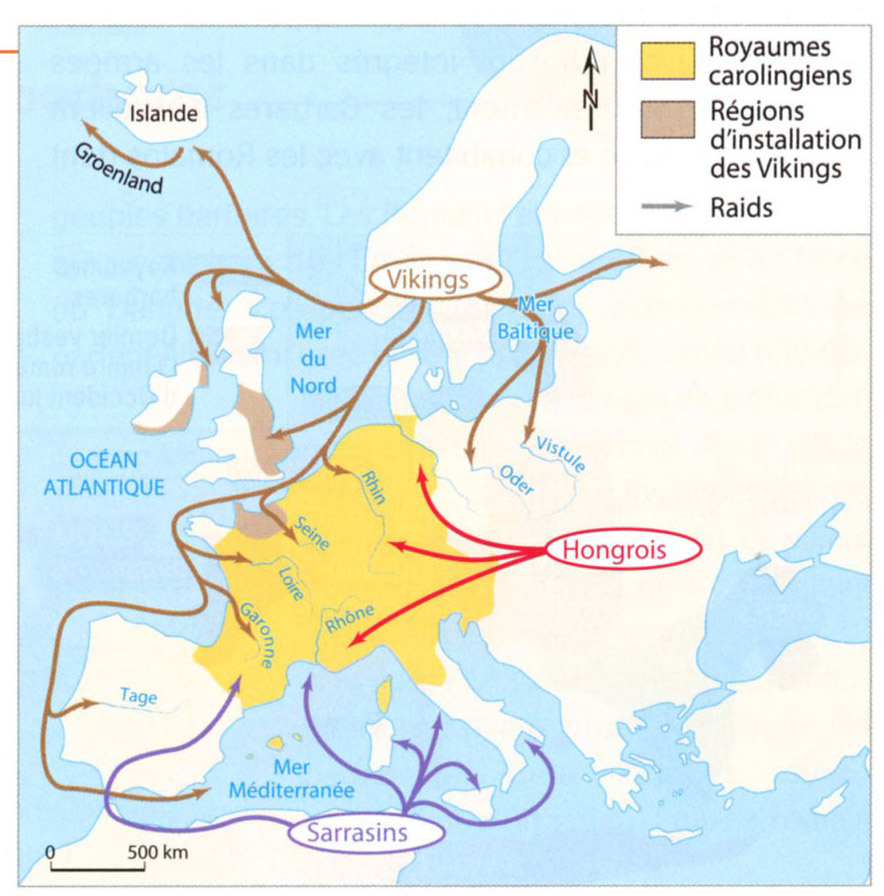 Royaumes
carolingiens
Régions
d'installation
des Vikings
Raids
N
Islande
Groenland
Vikings
Mer
Baltique
Mer
du
Nord
OCÉAN
ATLANTIQUE
Vistule
Oder
Rhin
Seine
Loire
Hongrois
Garonne
Rhône
Tage
Mer
Méditerranée
Sarrasins
0 500 km